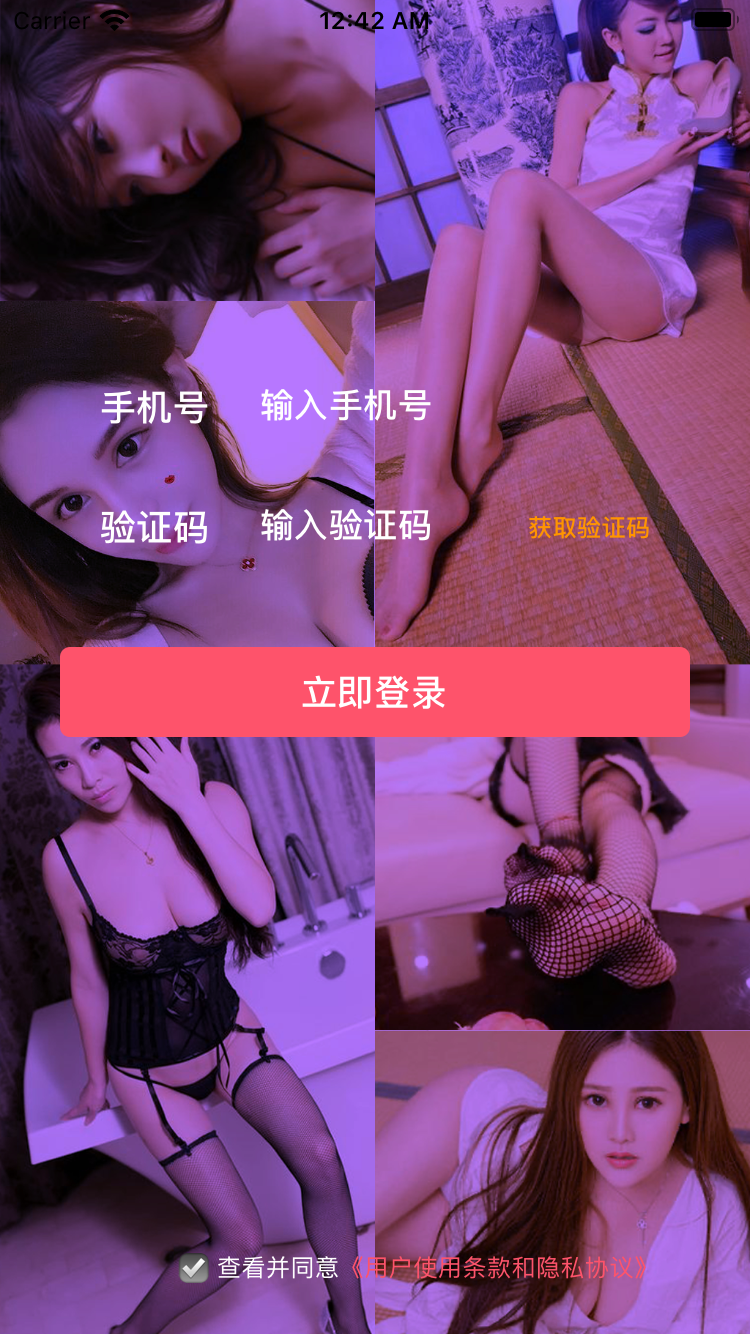 Carrier 12:42 AM
手机号 输入手机号
验证码 输入验证码 获取验证码
立即登录
查看并同意《用户使用条款和隐私协议》